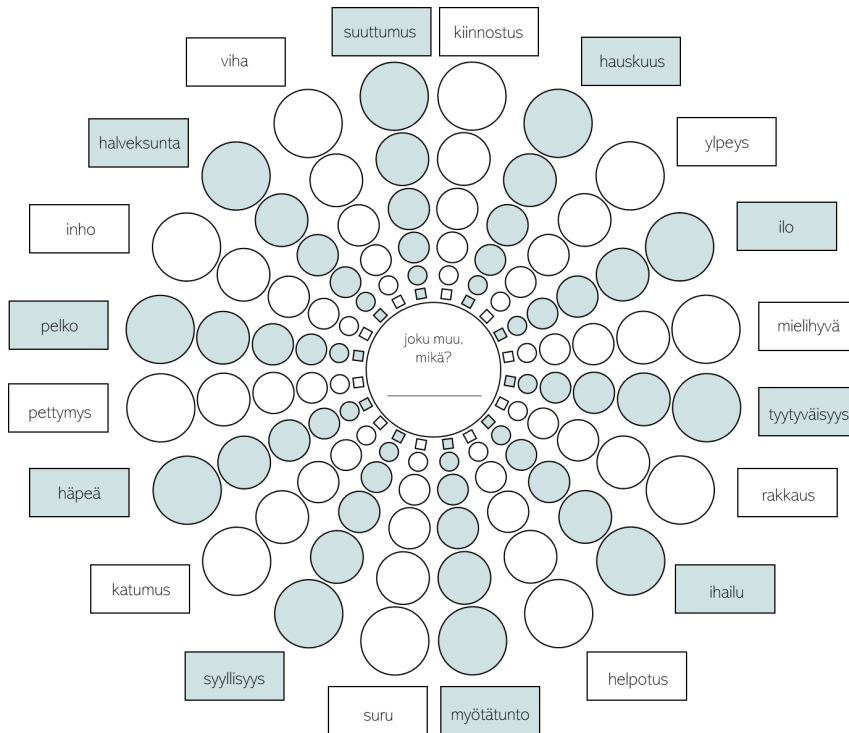 suuttumus
kiinnostus
viha
hauskuus
halveksunta
ylpeys
inho
ilo
pelko
joku muu,
mikä?
mielihyvä
pettymys
tyytyväisyys
häpeä
rakkaus
katumus
ihailu
syyllisyys
helpotus
suru
myötätunto